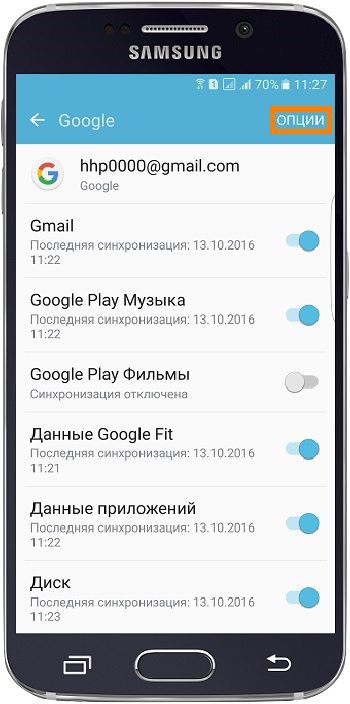 SAMSUNG
70% 11:27
Google
ОПЦИИ
hhp0000@gmail.com
Google
Gmail
Последняя синхронизация: 13.10.2016
11:22
Google Play Музыка
Последняя синхронизация: 13.10.2016
11:22
Google Play Фильмы
Синхронизация отключена
Данные Google Fit
Последняя синхронизация: 13.10.2016
11:21
Данные приложений
Последняя синхронизация: 13.10.2016
11:22
Диск
Последняя синхронизация: 13.10.2016
11:23